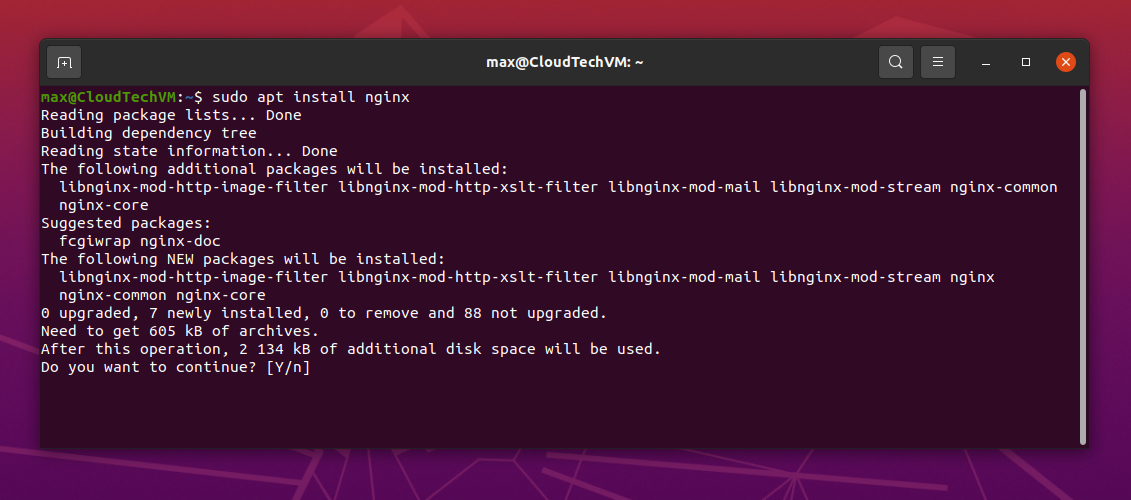 max@CloudTechVM: ~
max@CloudTechVM:~$ sudo apt install nginx
Reading package lists... Done
Building dependency tree
Reading state information... Done
The following additional packages will be installed:
  libnginx-mod-http-image-filter libnginx-mod-http-xslt-filter libnginx-mod-mail libnginx-mod-stream nginx-common
  nginx-core
Suggested packages:
  fcgiwrap nginx-doc
The following NEW packages will be installed:
  libnginx-mod-http-image-filter libnginx-mod-http-xslt-filter libnginx-mod-mail libnginx-mod-stream nginx
  nginx-common nginx-core
0 upgraded, 7 newly installed, 0 to remove and 88 not upgraded.
Need to get 605 kB of archives.
After this operation, 2 134 kB of additional disk space will be used.
Do you want to continue? [Y/n]